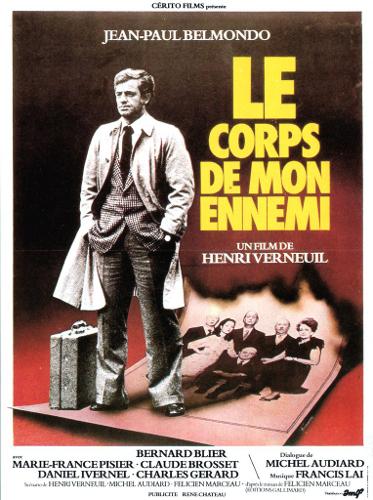 CÉRITO FILMS présente
JEAN-PAUL BELMONDO
LE
CORPS
DE MON
ENNEMI
UN FILM DE
HENRI VERNEUIL
BERNARD BLIER
avec
MARIE-FRANCE PISIER · CLAUDE BROSSET
DANIEL IVERNEL · CHARLES GERARD
Scénario de HENRI VERNEUIL · MICHEL AUDIARD · FELICIEN MARCEAU
Dialogue de
MICHEL AUDIARD
Musique FRANCIS LAI
d'après le roman de FELICIEN MARCEAU
(EDITIONS GALLIMARD)
PUBLICITE RENE CHATEAU
amlf